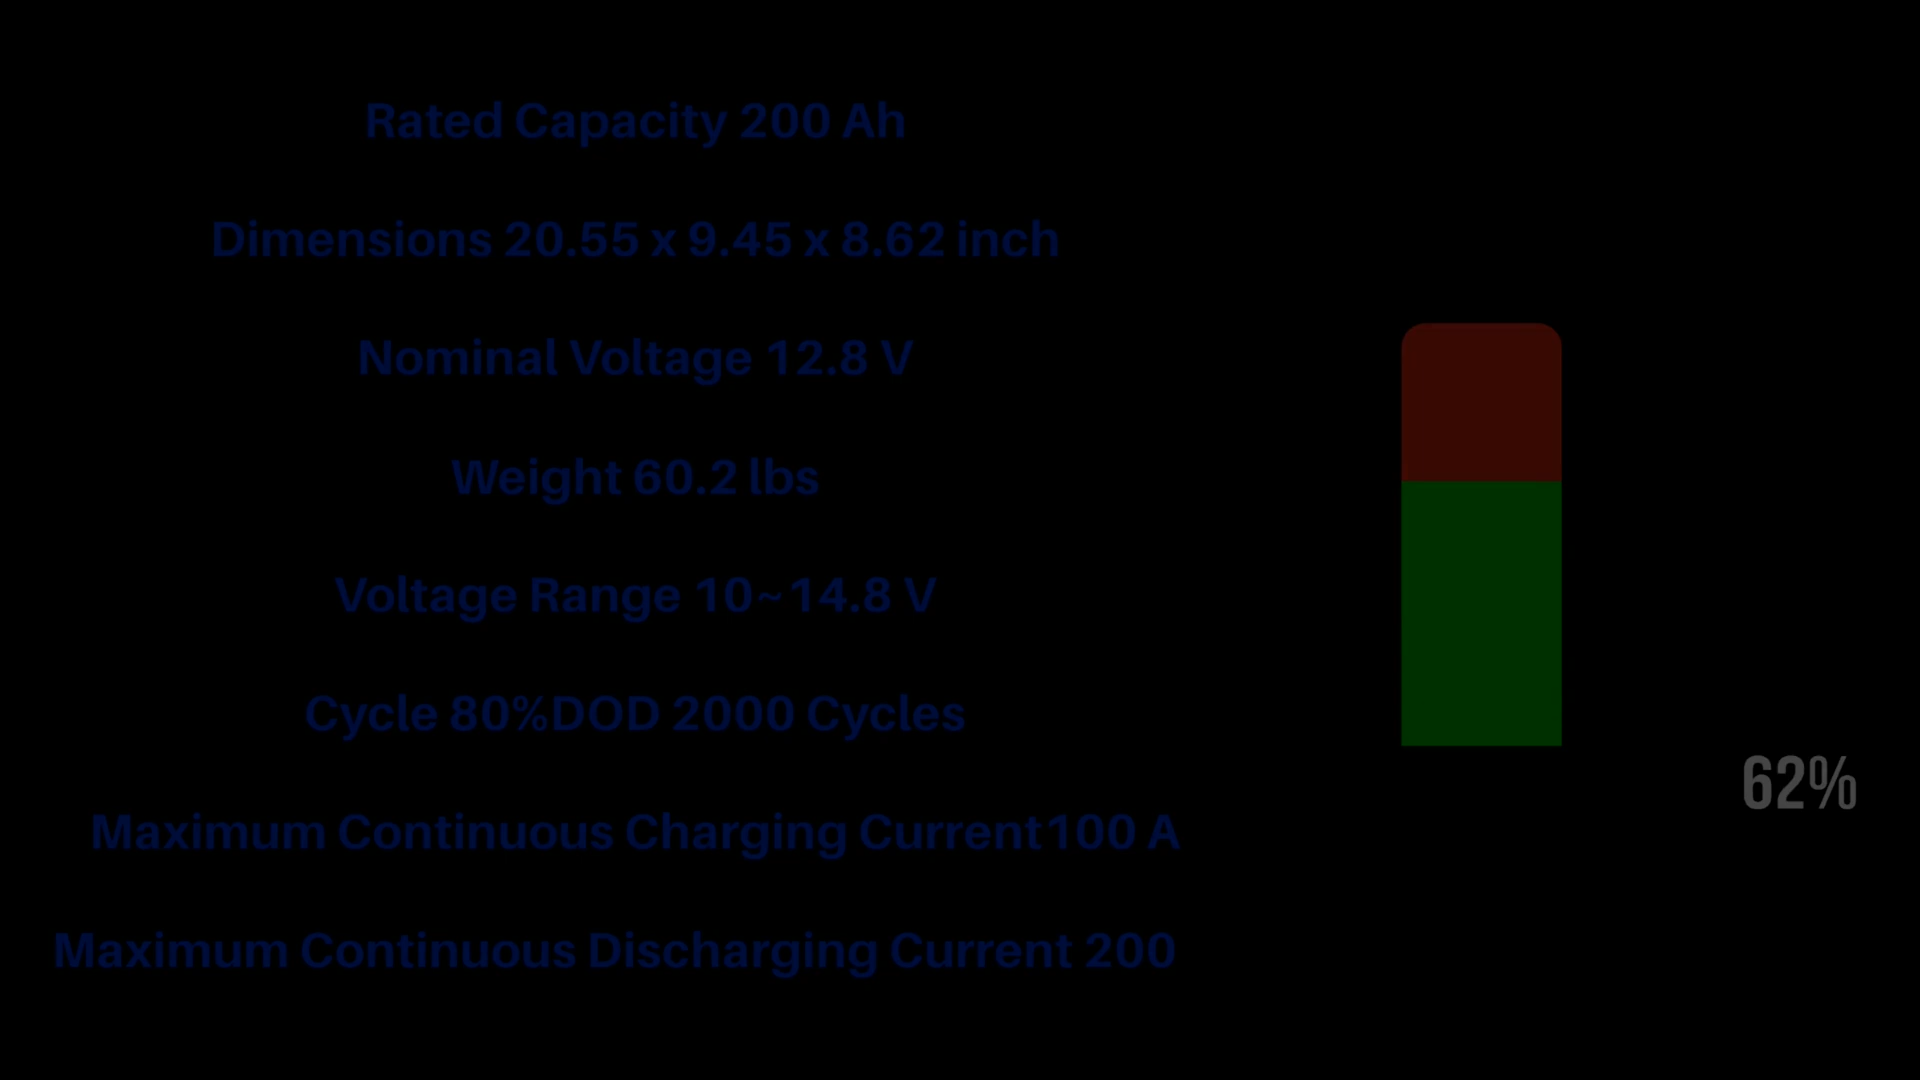 Rated Capacity 200 Ah
Dimensions 20.55 x 9.45 x 8.62 inch
Nominal Voltage 12.8 V
Weight 60.2 lbs
Voltage Range 10~14.8 V
Cycle 80%DOD 2000 Cycles
Maximum Continuous Charging Current100 A
Maximum Continuous Discharging Current 200
62%